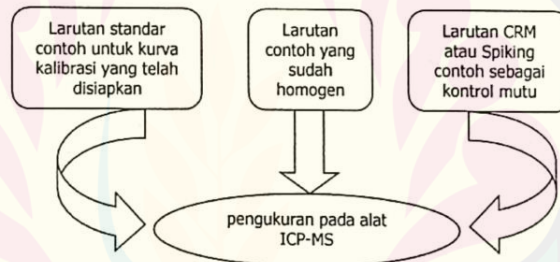 Larutan standar
contoh untuk kurva
kalibrasi yang telah
disiapkan
Larutan
contoh yang
sudah
homogen
Larutan CRM
atau Spiking
contoh sebagai
kontrol mutu
pengukuran pada alat
ICP-MS